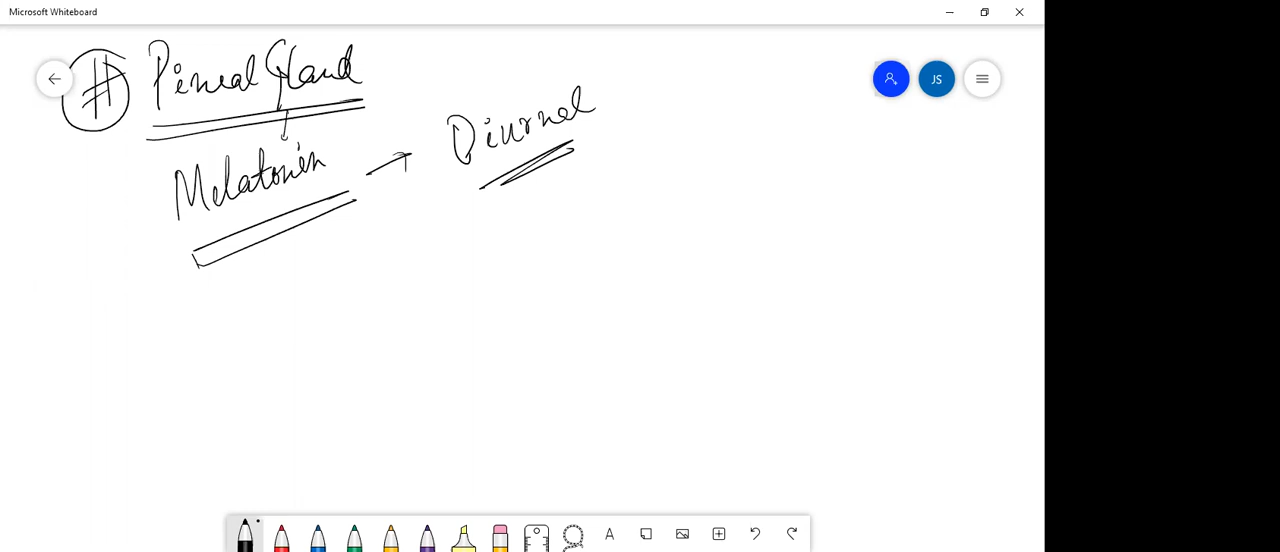 Microsoft Whiteboard
# Pineal Gland
JS
Melatonin → Diurnal
A